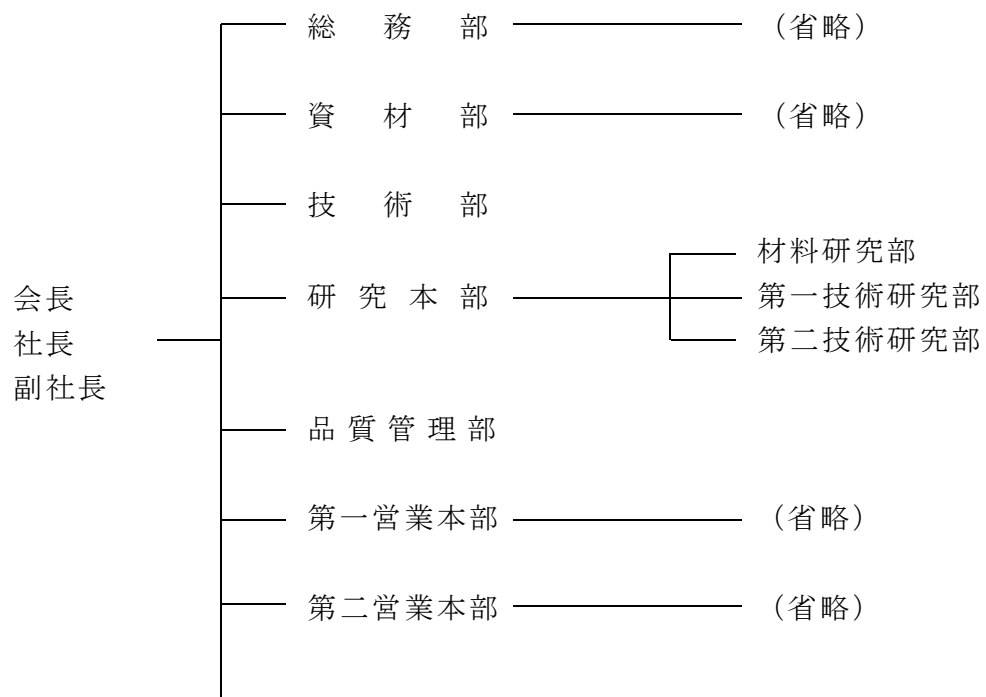 総務部 (省略)
資材部 (省略)
技術部
材料研究部
研究本部 第一技術研究部
第二技術研究部
会長
社長
副社長
品質管理部
第一営業本部 (省略)
第二営業本部 (省略)